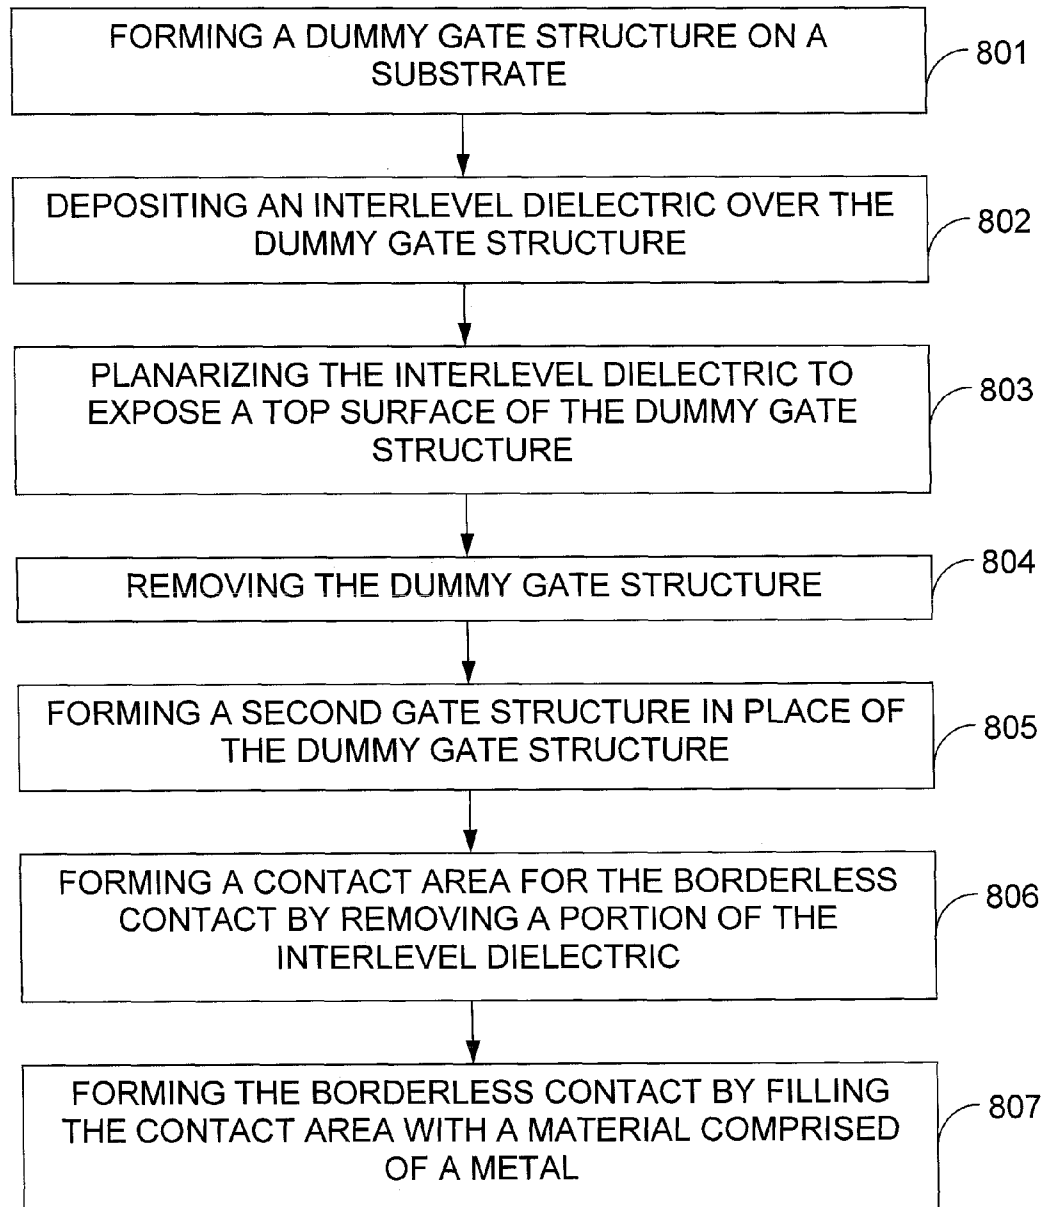 FORMING A DUMMY GATE STRUCTURE ON A
SUBSTRATE
801
DEPOSITING AN INTERLEVEL DIELECTRIC OVER THE
DUMMY GATE STRUCTURE
802
PLANARIZING THE INTERLEVEL DIELECTRIC TO
EXPOSE A TOP SURFACE OF THE DUMMY GATE
STRUCTURE
803
REMOVING THE DUMMY GATE STRUCTURE
804
FORMING A SECOND GATE STRUCTURE IN PLACE OF
THE DUMMY GATE STRUCTURE
805
FORMING A CONTACT AREA FOR THE BORDERLESS
CONTACT BY REMOVING A PORTION OF THE
INTERLEVEL DIELECTRIC
806
FORMING THE BORDERLESS CONTACT BY FILLING
THE CONTACT AREA WITH A MATERIAL COMPRISED
OF A METAL
807